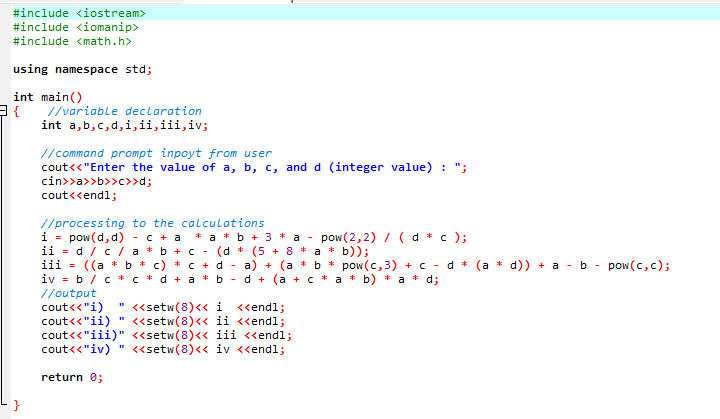 #include <iostream>
#include <iomanip>
#include <math.h>

using namespace std;

int main()
{    //variable declaration
    int a,b,c,d,i,ii,iii,iv;

    //command prompt inpoyt from user
    cout<<"Enter the value of a, b, c, and d (integer value) : ";
    cin>>a>>b>>c>>d;
    cout<<endl;

    //processing to the calculations
    i = pow(d,d) - c + a  * a * b + 3 * a - pow(2,2) / ( d * c );
    ii = d / c / a * b + c - (d * (5 + 8 * a * b));
    iii = ((a * b * c) * c + d - a) + (a * b * pow(c,3) + c - d * (a * d)) + a - b - pow(c,c);
    iv = b / c * c * d + a * b - d + (a + c * a * b) * a * d;
    //output
    cout<<"i)  " <<setw(8)<< i  <<endl;
    cout<<"ii) " <<setw(8)<< ii <<endl;
    cout<<"iii)" <<setw(8)<< iii <<endl;
    cout<<"iv) " <<setw(8)<< iv <<endl;

    return 0;

}